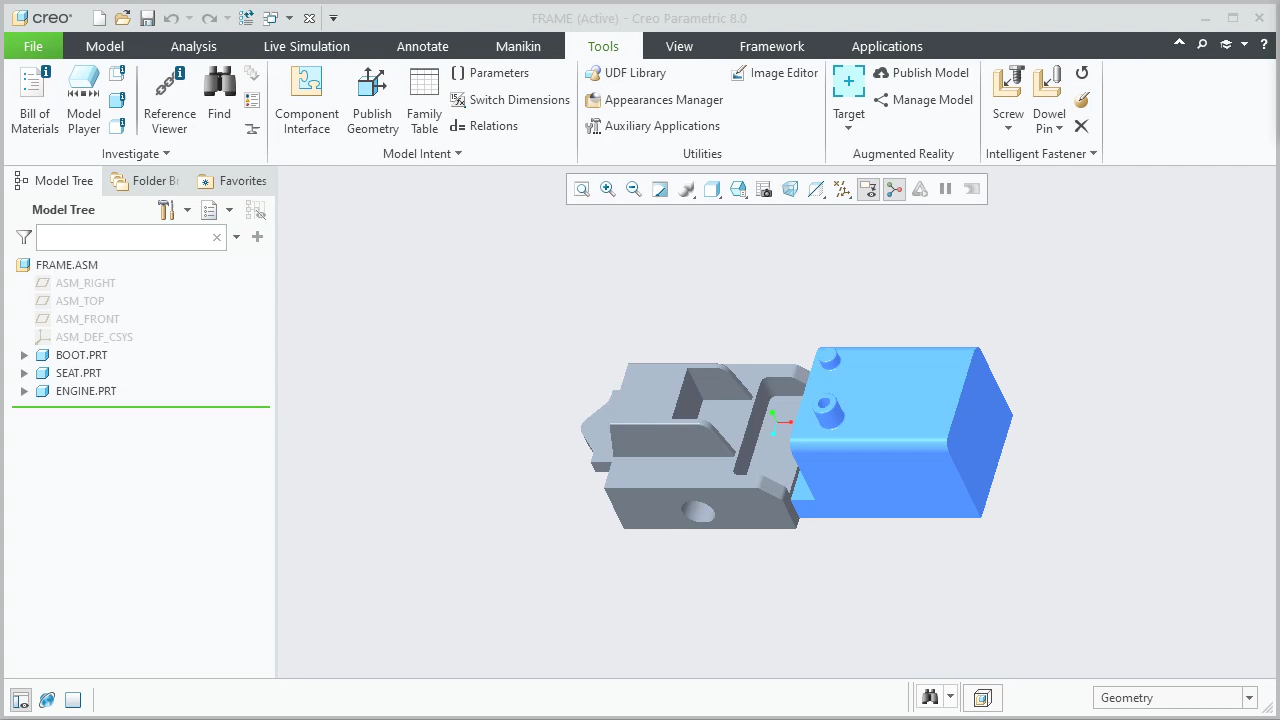 creo
FRAME (Active) - Creo Parametric 8.0
File
Model
Analysis
Live Simulation
Annotate
Manikin
Tools
View
Framework
Applications
Bill of
Materials
Model
Player
Reference
Viewer
Find
Investigate
Component
Interface
Publish
Geometry
Family
Table
Parameters
Switch Dimensions
d= Relations
Model Intent
UDF Library
Appearances Manager
Auxiliary Applications
Image Editor
Utilities
Target
Publish Model
Manage Model
Augmented Reality
Screw
Dowel
Pin
Intelligent Fastener
Model Tree
Folder Br
Favorites
Model Tree
FRAME.ASM
ASM_RIGHT
ASM_TOP
ASM_FRONT
ASM_DEF_CSYS
BOOT.PRT
SEAT.PRT
ENGINE.PRT
Geometry